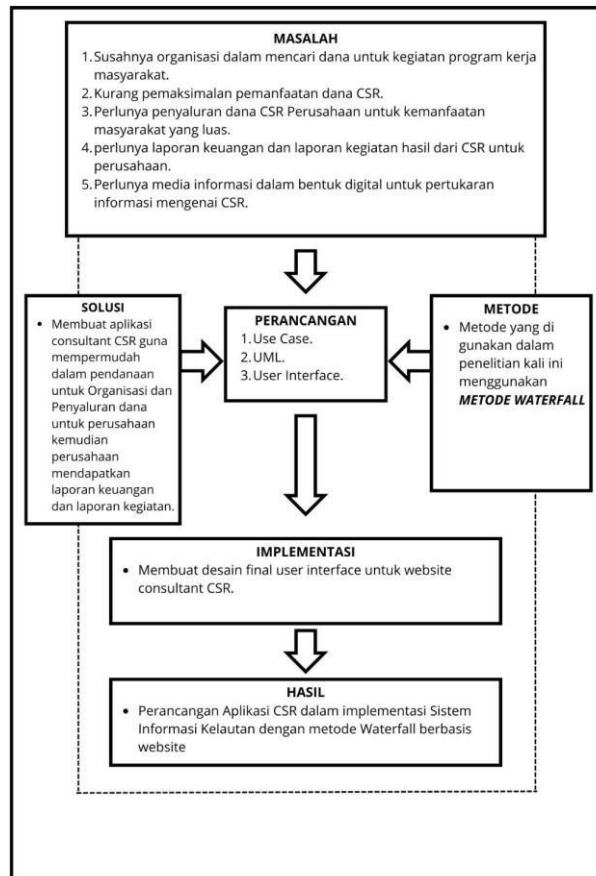 MASALAH
1. Susahnya organisasi dalam mencari dana untuk kegiatan program kerja
masyarakat.
2. Kurang pemaksimalan pemanfaatan dana CSR.
3. Perlunya penyaluran dana CSR Perusahaan untuk kemanfaatan
masyarakat yang luas.
4. perlunya laporan keuangan dan laporan kegiatan hasil dari CSR untuk
perusahaan.
5. Perlunya media informasi dalam bentuk digital untuk pertukaran
informasi mengenai CSR.
SOLUSI
• Membuat aplikasi
consultant CSR guna
mempermudah
dalam pendanaan
untuk Organisasi dan
Penyaluran dana
untuk perusahaan
kemudian
perusahaan
mendapatkan
laporan keuangan
dan laporan kegiatan.
PERANCANGAN
1. Use Case.
2. UML.
3. User Interface.
METODE
• Metode yang di
gunakan dalam
penelitian kali ini
menggunakan
METODE WATERFALL
IMPLEMENTASI
• Membuat desain final user interface untuk website
consultant CSR.
HASIL
• Perancangan Aplikasi CSR dalam implementasi Sistem
Informasi Kelautan dengan metode Waterfall berbasis
website